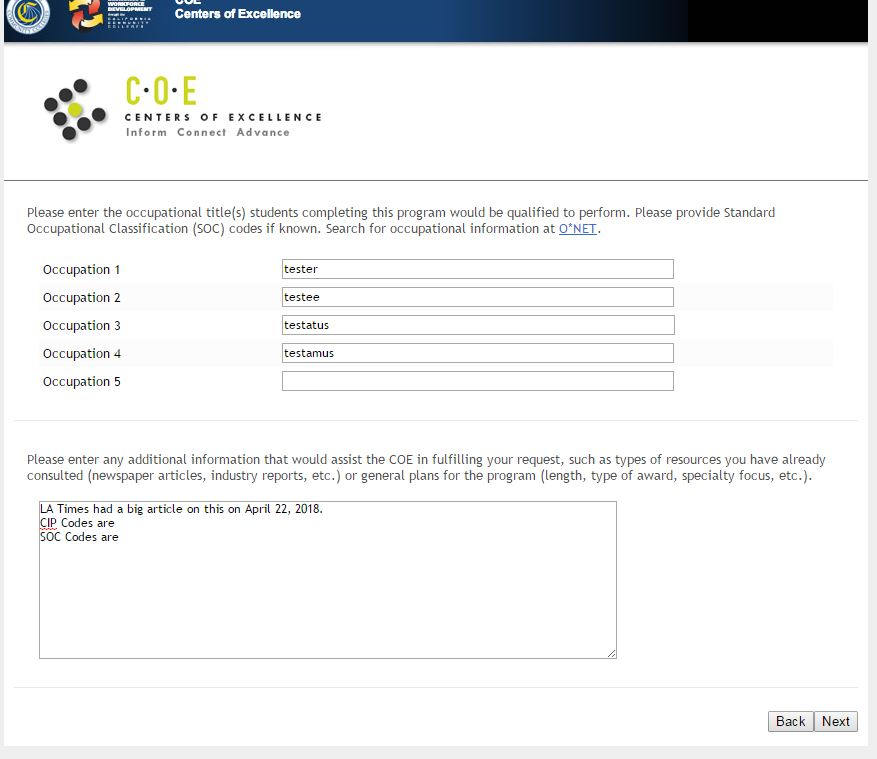 WORKFORCE
DEVELOPMENT
CALIFORNIA
COMMUNITY
COLLEGES
COE
Centers of Excellence
C·O·E
CENTERS OF EXCELLENCE
Inform Connect Advance
Please enter the occupational title(s) students completing this program would be qualified to perform. Please provide Standard
Occupational Classification (SOC) codes if known. Search for occupational information at O*NET.
Occupation 1 tester
Occupation 2 testee
Occupation 3 testatus
Occupation 4 testamus
Occupation 5
Please enter any additional information that would assist the COE in fulfilling your request, such as types of resources you have already
consulted (newspaper articles, industry reports, etc.) or general plans for the program (length, type of award, specialty focus, etc.).
LA Times had a big article on this on April 22, 2018.
CIP Codes are
SOC Codes are
Back Next